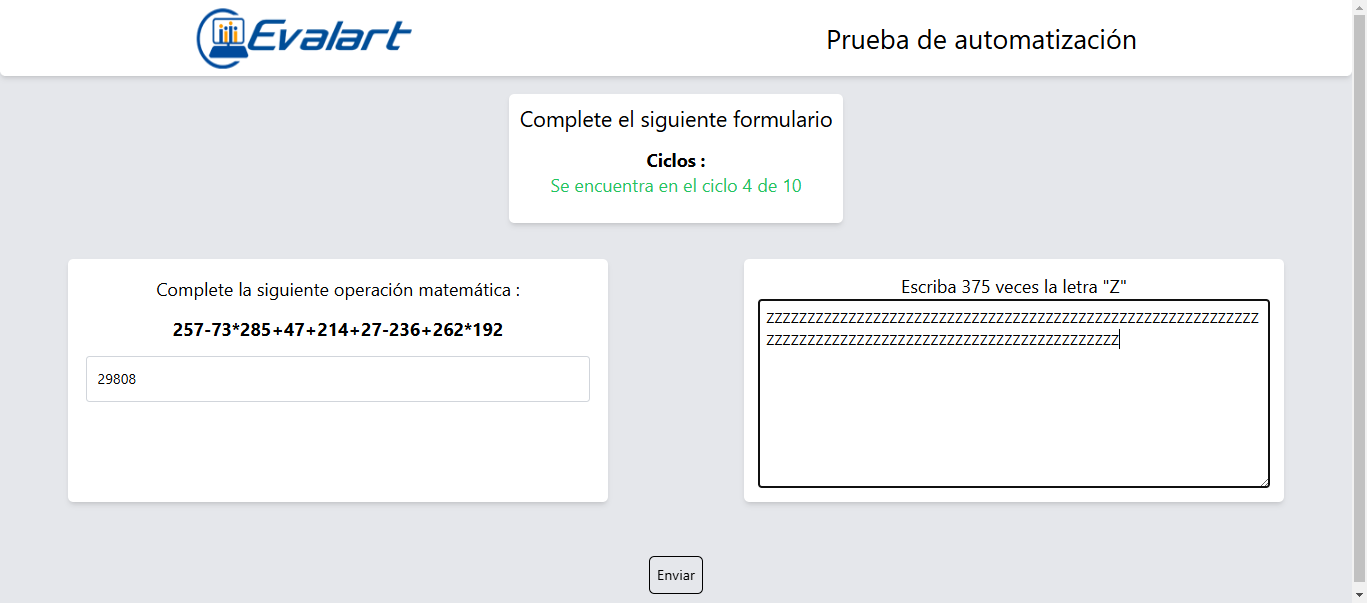 Evalart
Prueba de automatización
Complete el siguiente formulario
Ciclos :
Se encuentra en el ciclo 4 de 10
Complete la siguiente operación matemática :
257-73*285+47+214+27-236+262*192
29808
Escriba 375 veces la letra "Z"
ZZZZZZZZZZZZZZZZZZZZZZZZZZZZZZZZZZZZZZZZZZZZZZZZZZZZZZZZZZZZ
ZZZZZZZZZZZZZZZZZZZZZZZZZZZZZZZZZZZZZZZZZZZ
Enviar